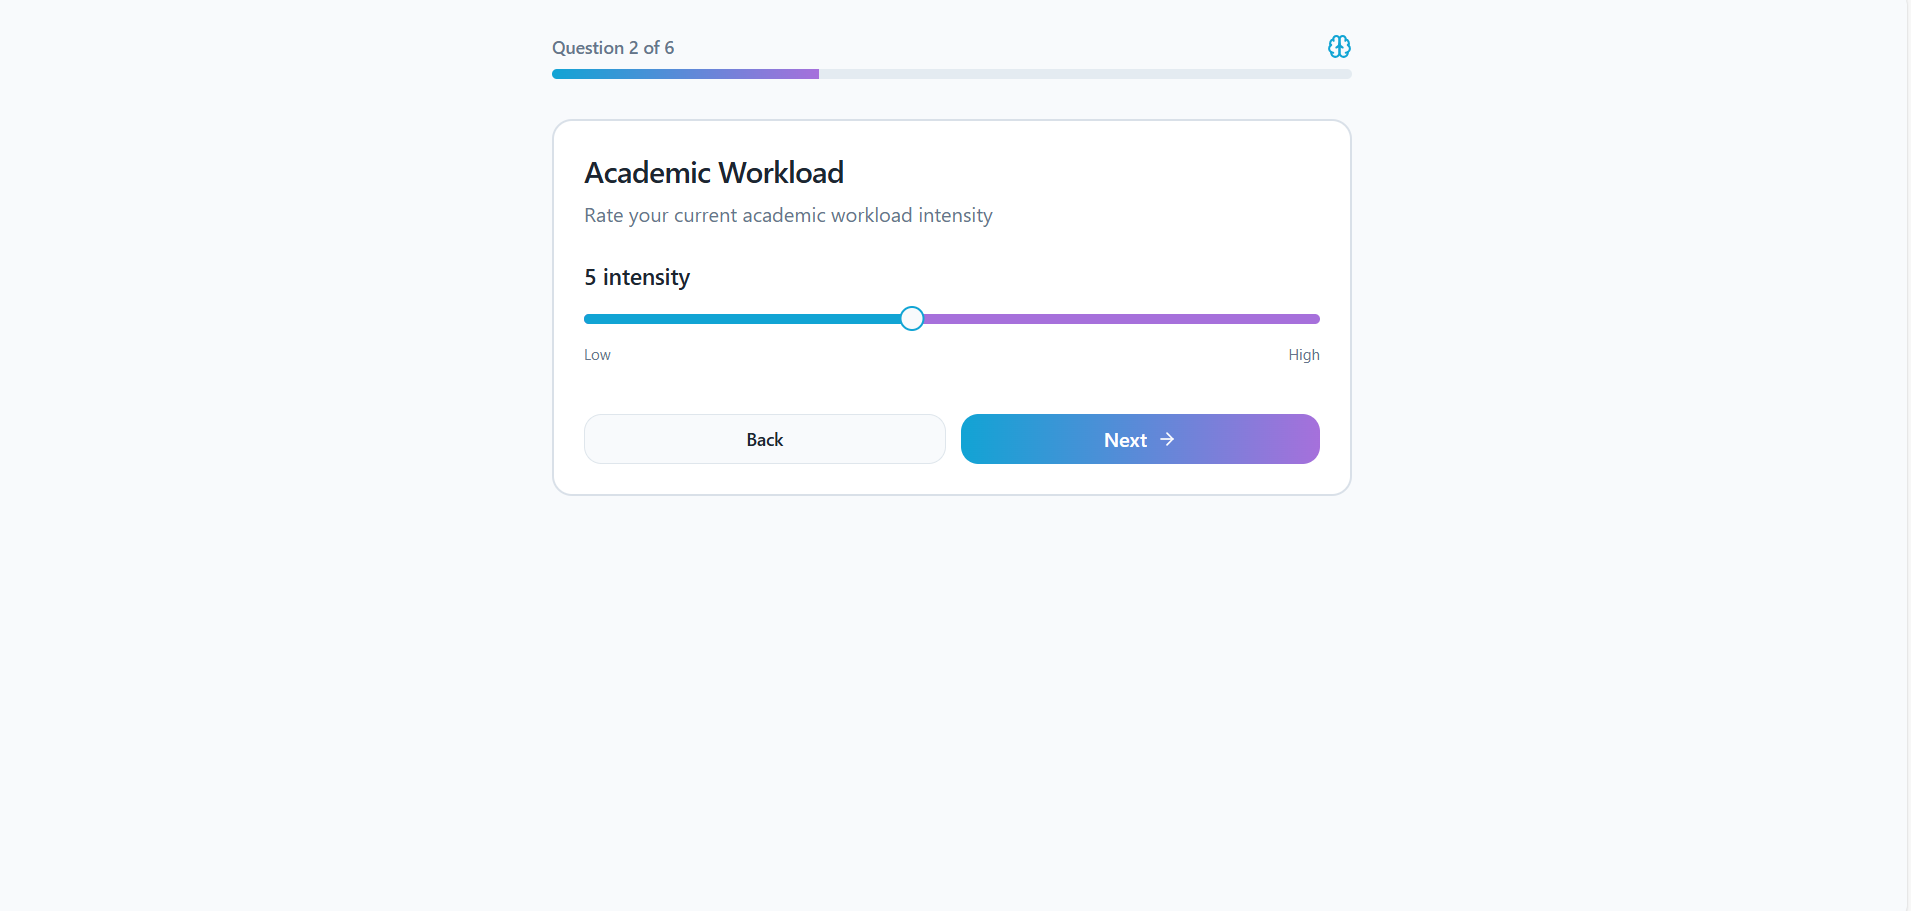 Question 2 of 6
Academic Workload
Rate your current academic workload intensity
5 intensity
Low High
Back Next